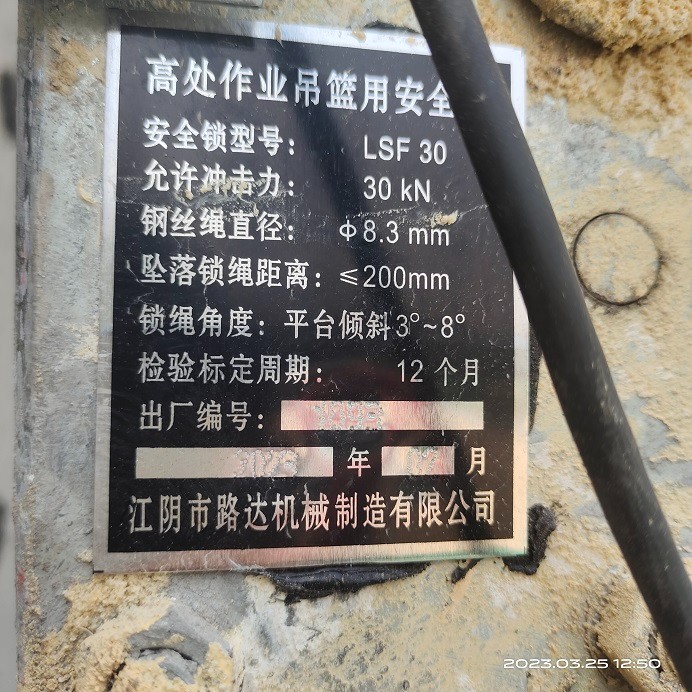 高处作业吊篮用安全
安全锁型号： LSF 30
允许冲击力： 30 kN
钢丝绳直径： φ8.3 mm
坠落锁绳距离：≤200mm
锁绳角度：平台倾斜3°~8°
检验标定周期： 12 个月
出厂编号：
年 月
江阴市路达机械制造有限公司
2023.03.25 12:50